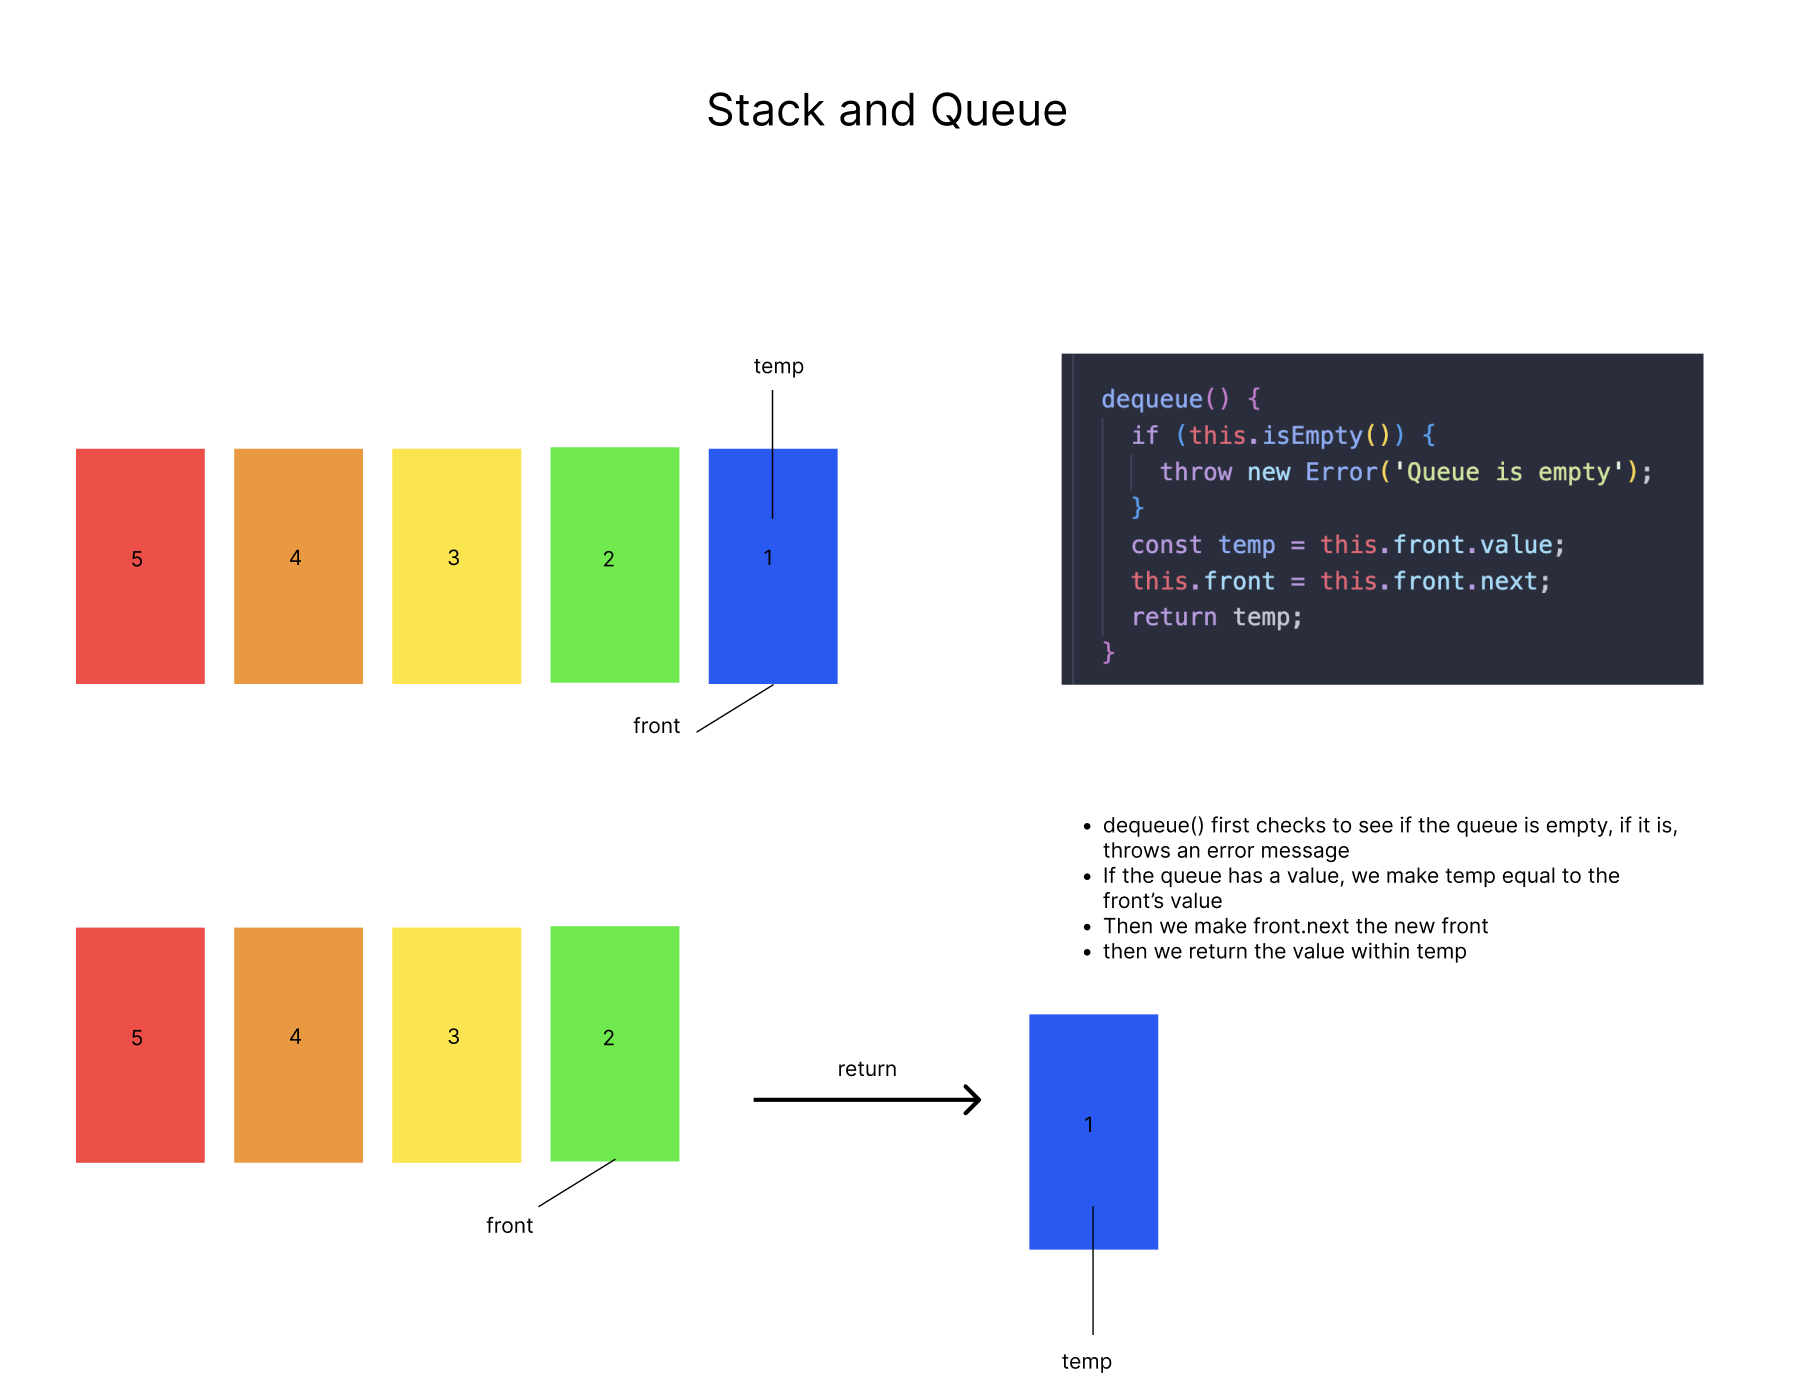 Stack and Queue
temp
5
4
3
2
1
front
dequeue() {
if (this.isEmpty()) {
throw new Error('Queue is empty');
}
const temp = this.front.value;
this.front = this.front.next;
return temp;
}
• dequeue() first checks to see if the queue is empty, if it is,
throws an error message
• If the queue has a value, we make temp equal to the
front’s value
• Then we make front.next the new front
• then we return the value within temp
5
4
3
2
front
return
1
temp